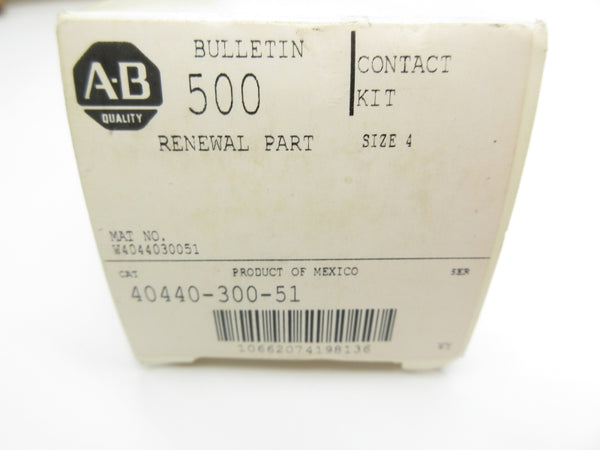 A-B
QUALITY
BULLETIN
500
RENEWAL PART
CONTACT
KIT
SIZE 4
MAT NO.
W4044030051
CAT
PRODUCT OF MEXICO
SER
40440-300-51
10662074198136